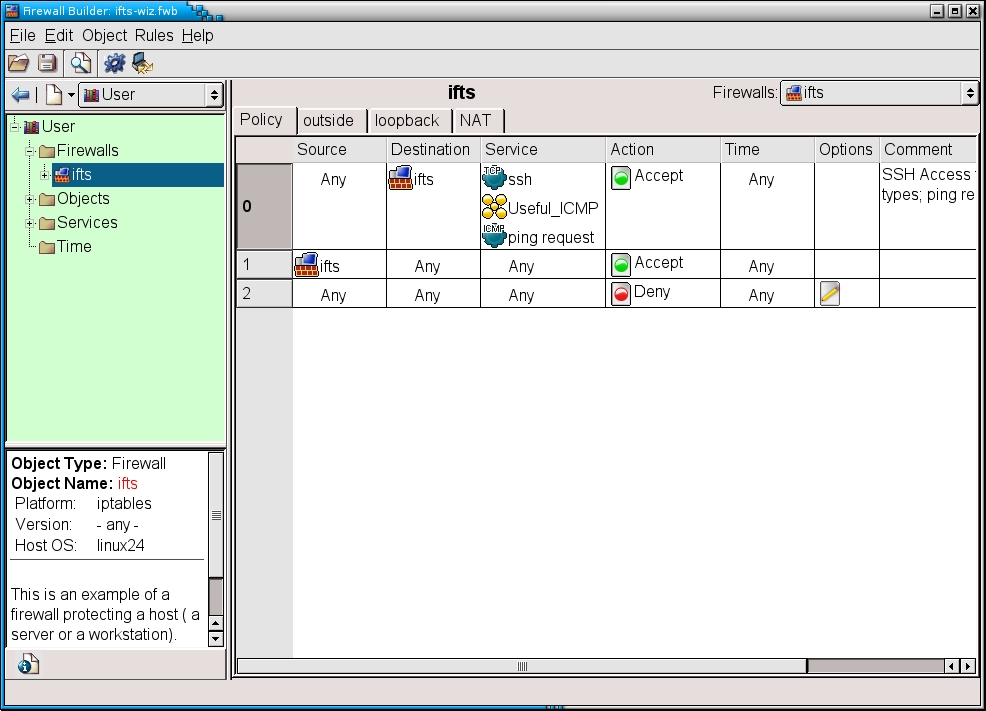 Firewall Builder: ifts-wiz.fwb
File Edit Object Rules Help
User
ifts
Firewalls: ifts
User
Firewalls
ifts
Objects
Services
Time
Policy outside loopback NAT
Source Destination Service Action Time Options Comment
0 Any ifts TCP ssh Accept Any SSH Access
Useful_ICMP types; ping re
ICMP ping request
1 ifts Any Any Accept Any
2 Any Any Any Deny Any
Object Type: Firewall
Object Name: ifts
Platform: iptables
Version: - any -
Host OS: linux24
This is an example of a
firewall protecting a host ( a
server or a workstation).